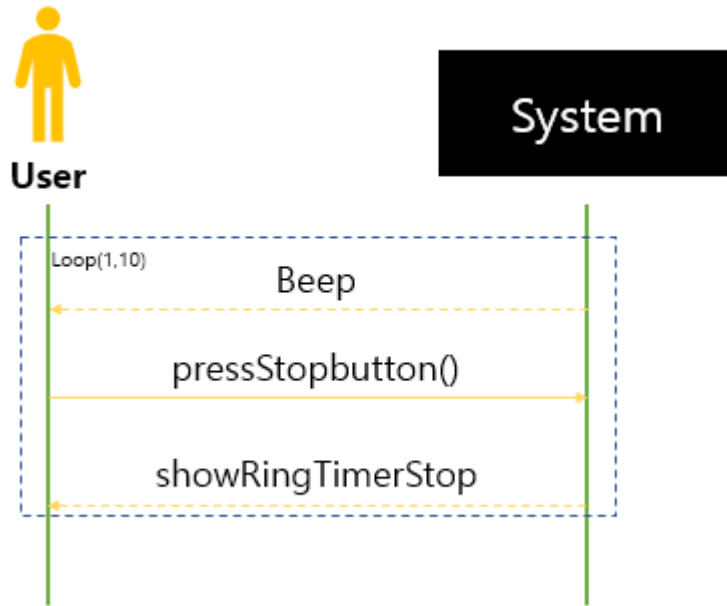 User
System
Loop(1,10)
Beep
pressStopbutton()
showRingTimerStop